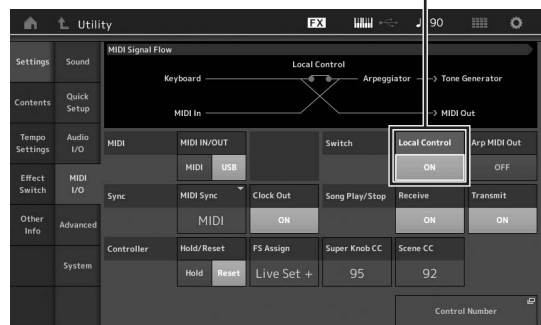 Utility FX 90
MIDI Signal Flow
Local Control
Keyboard Arpeggiator Tone Generator
MIDI In MIDI Out
Settings Sound
Contents Quick Setup
Tempo Settings Audio I/O
Effect Switch MIDI I/O
Other Info Advanced
System
MIDI MIDI IN/OUT Switch Local Control Arp MIDI Out
MIDI USB ON OFF
Sync MIDI Sync Clock Out Song Play/Stop Receive Transmit
MIDI ON ON ON
Controller Hold/Reset FS Assign Super Knob CC Scene CC
Hold Reset Live Set + 95 92
Control Number